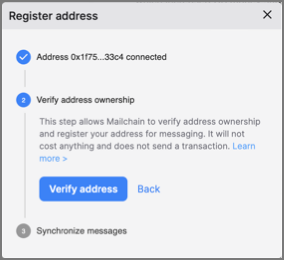 Register address
Address 0x1f75...33c4 connected
2
Verify address ownership
This step allows Mailchain to verify address ownership
and register your address for messaging. It will not
cost anything and does not send a transaction. Learn
more >
Verify address
Back
3
Synchronize messages